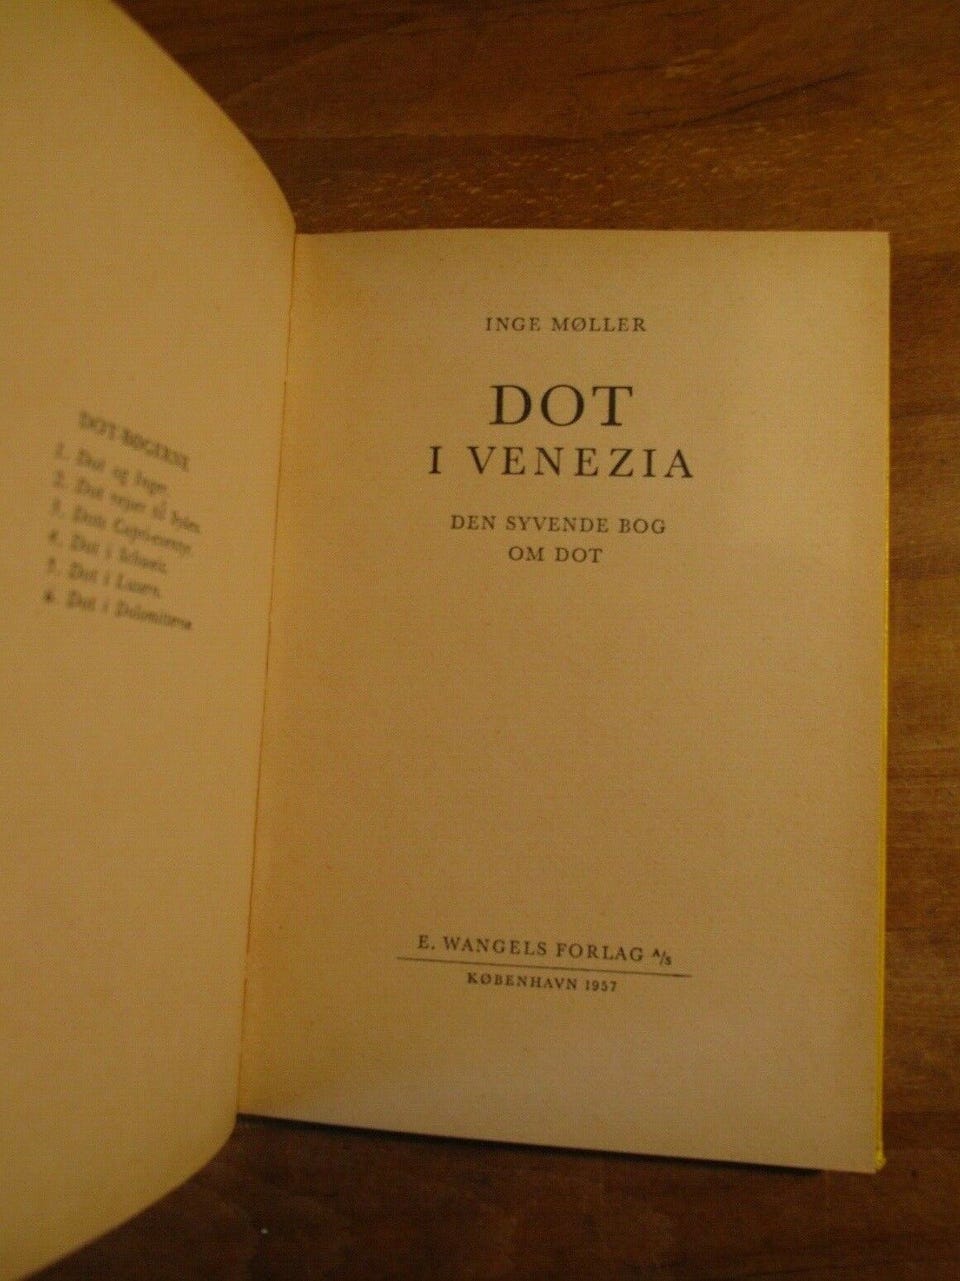 DOT-BØGERNE
1. Dot og Inger.
2. Dot rejser til
3. Dots Capri-eventyr.
4. Dot i Schweiz.
5. Dot i Luzern.
6. Dot i Dolomitterne
INGE MØLLER
DOT
I VENEZIA
DEN SYVENDE BOG
OM DOT
E. WANGELS FORLAG A/S
KØBENHAVN 1957